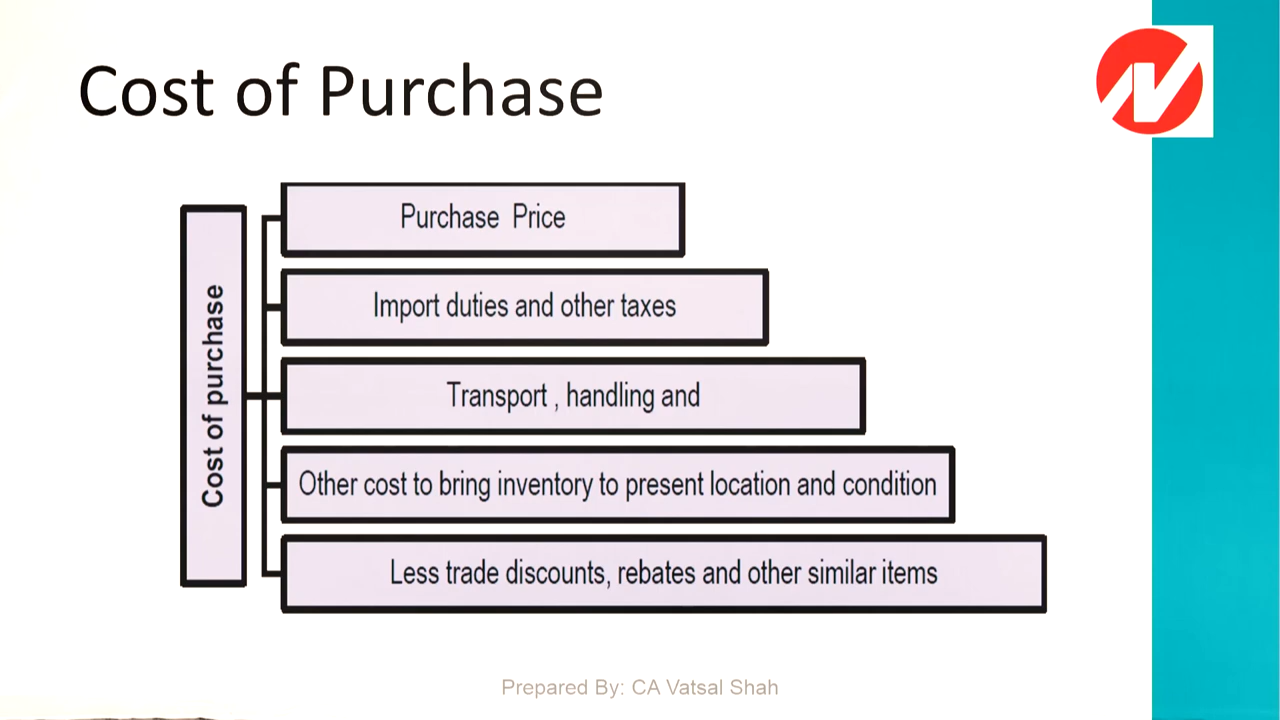 Cost of Purchase
Cost of purchase
Purchase Price
Import duties and other taxes
Transport , handling and
Other cost to bring inventory to present location and condition
Less trade discounts, rebates and other similar items
Prepared By: CA Vatsal Shah